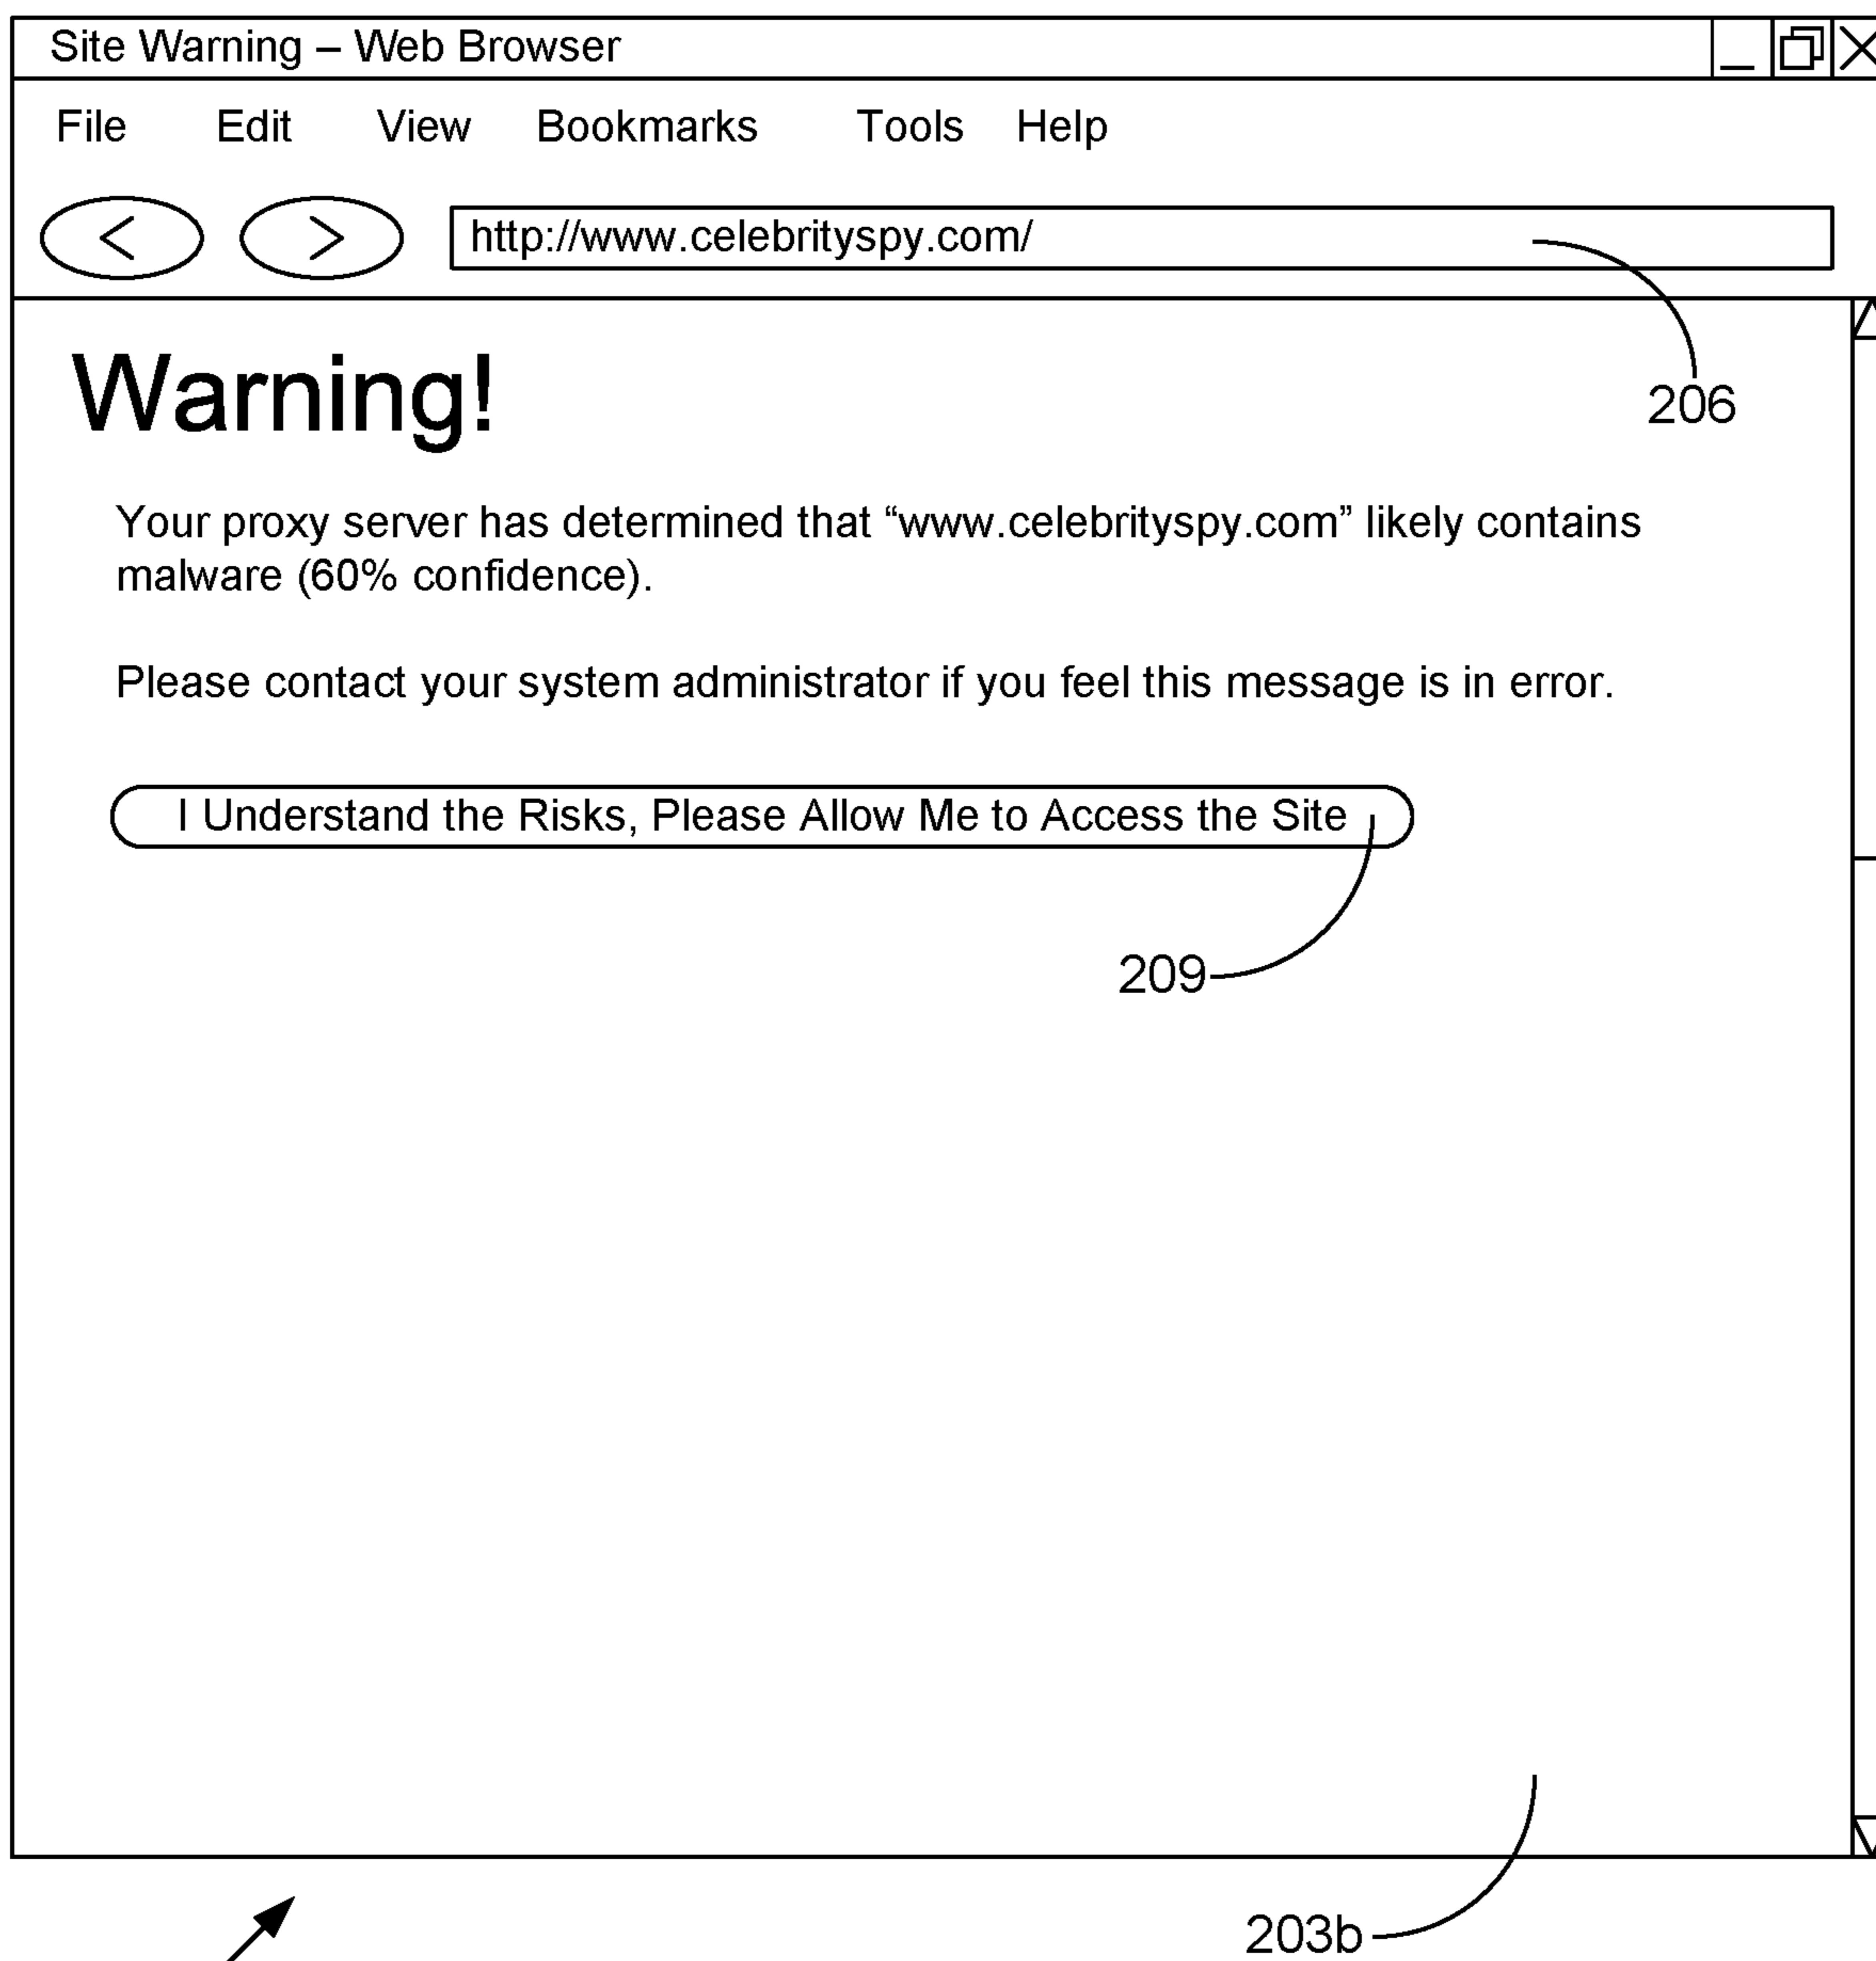 Site Warning – Web Browser
File Edit View Bookmarks Tools Help
< > http://www.celebrityspy.com/
206
Warning!
Your proxy server has determined that “www.celebrityspy.com” likely contains
malware (60% confidence).
Please contact your system administrator if you feel this message is in error.
I Understand the Risks, Please Allow Me to Access the Site
209
203b